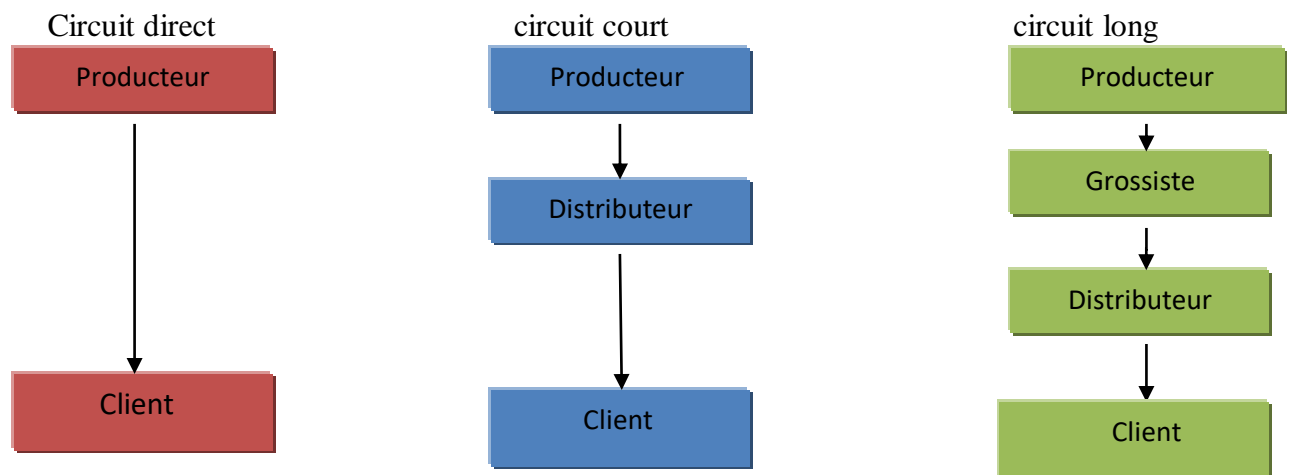 Circuit direct
Producteur
Client
circuit court
Producteur
Distributeur
Client
circuit long
Producteur
Grossiste
Distributeur
Client